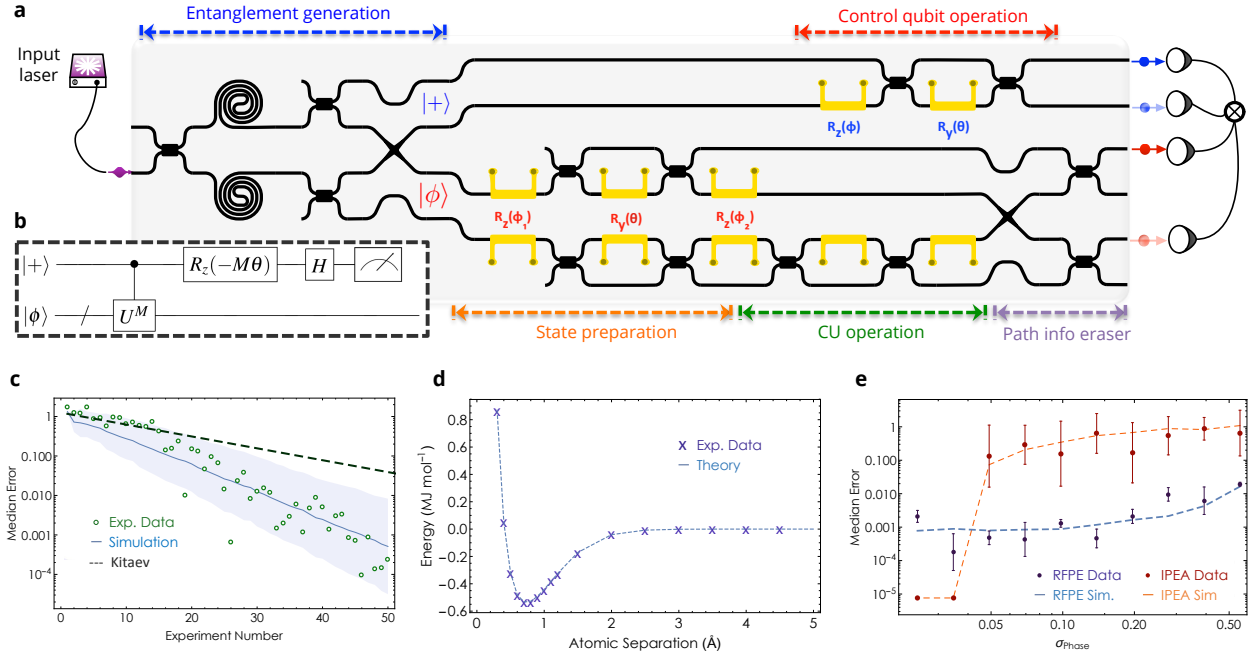 a
Entanglement generation
Control qubit operation
Input
laser
|+⟩
R_z(ϕ)
R_y(θ)
|ϕ⟩
R_z(ϕ_1)
R_y(θ)
R_z(ϕ_2)
b
|+⟩
R_z(−Mθ)
H
|ϕ⟩
U^M
State preparation
CU operation
Path info eraser
c
Median Error
1
0.100
0.010
0.001
10^−4
Exp. Data
Simulation
Kitaev
0 10 20 30 40 50
Experiment Number
d
Energy (MJ mol^−1)
0.8
0.6
0.4
0.2
0.0
−0.2
−0.4
−0.6
Exp. Data
Theory
0 1 2 3 4 5
Atomic Separation (Å)
e
Median Error
1
0.100
0.010
0.001
10^−4
10^−5
RFPE Data
IPEA Data
RFPE Sim.
IPEA Sim
0.05 0.10 0.20 0.50
σ_Phase